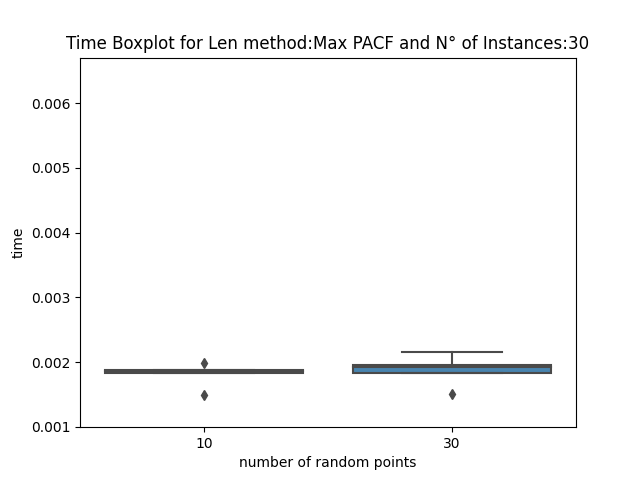 Time Boxplot for Len method:Max PACF and N° of Instances:30
0.006
0.005
0.004
0.003
0.002
0.001
time
10
30
number of random points